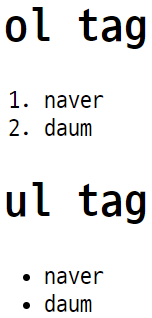 ol tag
1. naver
2. daum
ul tag
• naver
• daum